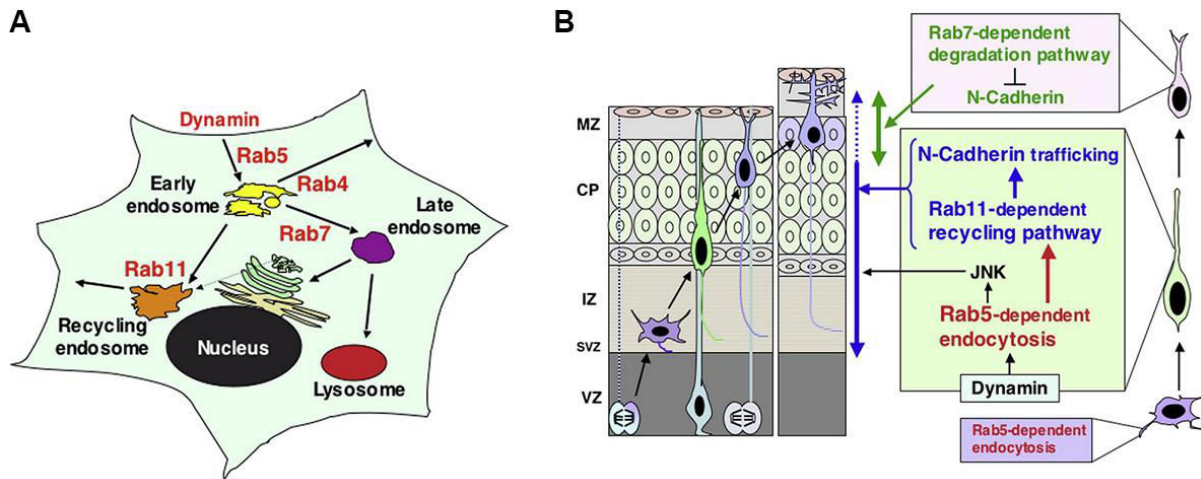 A
Dynamin
Rab5
Rab4
Early
endosome
Late
endosome
Rab7
Rab11
Recycling
endosome
Nucleus
Lysosome
B
MZ
CP
IZ
SVZ
VZ
Rab7-dependent
degradation pathway
N-Cadherin
N-Cadherin trafficking
Rab11-dependent
recycling pathway
JNK
Rab5-dependent
endocytosis
Dynamin
Rab5-dependent
endocytosis